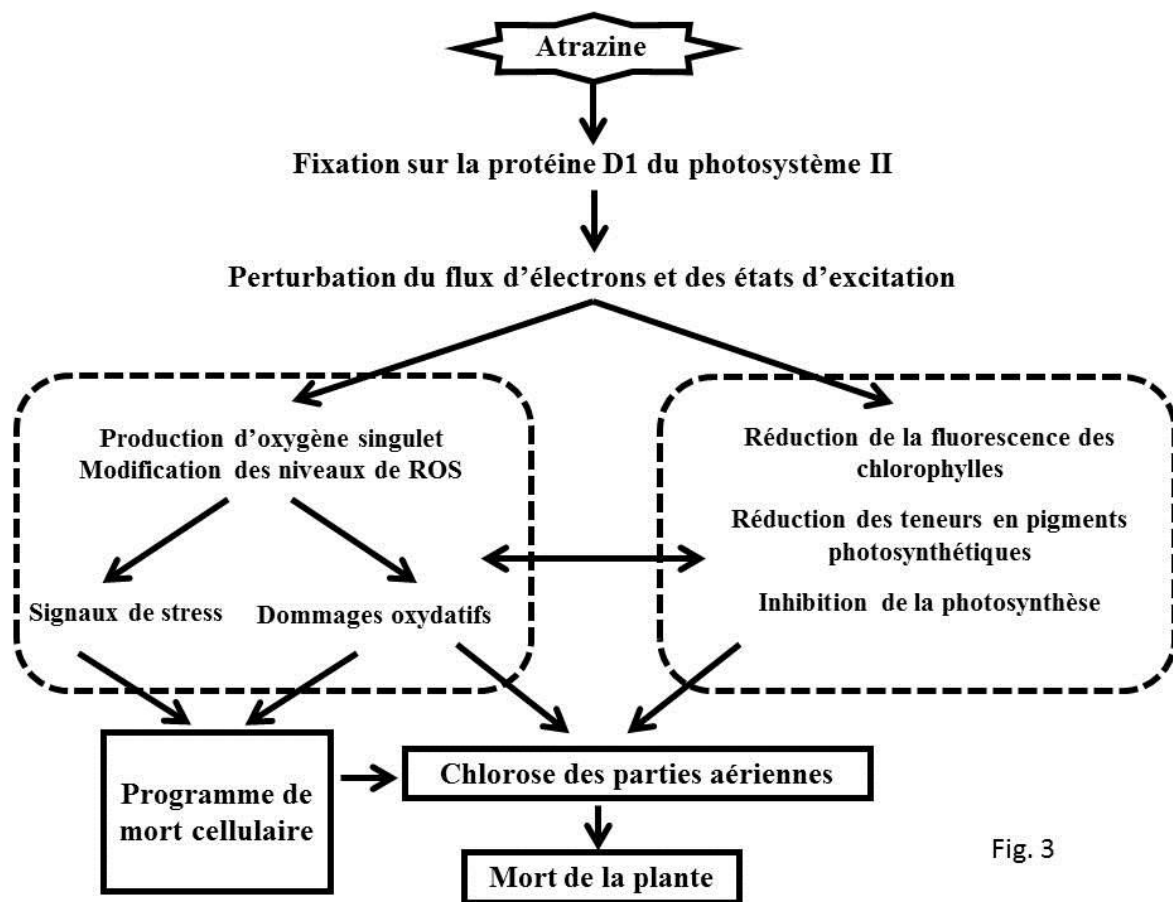 Atrazine
Fixation sur la protéine D1 du photosystème II
Perturbation du flux d'électrons et des états d'excitation
Production d'oxygène singulet
Modification des niveaux de ROS
Signaux de stress
Dommages oxydatifs
Réduction de la fluorescence des
chlorophylles
Réduction des teneurs en pigments
photosynthétiques
Inhibition de la photosynthèse
Programme de
mort cellulaire
Chlorose des parties aériennes
Mort de la plante
Fig. 3